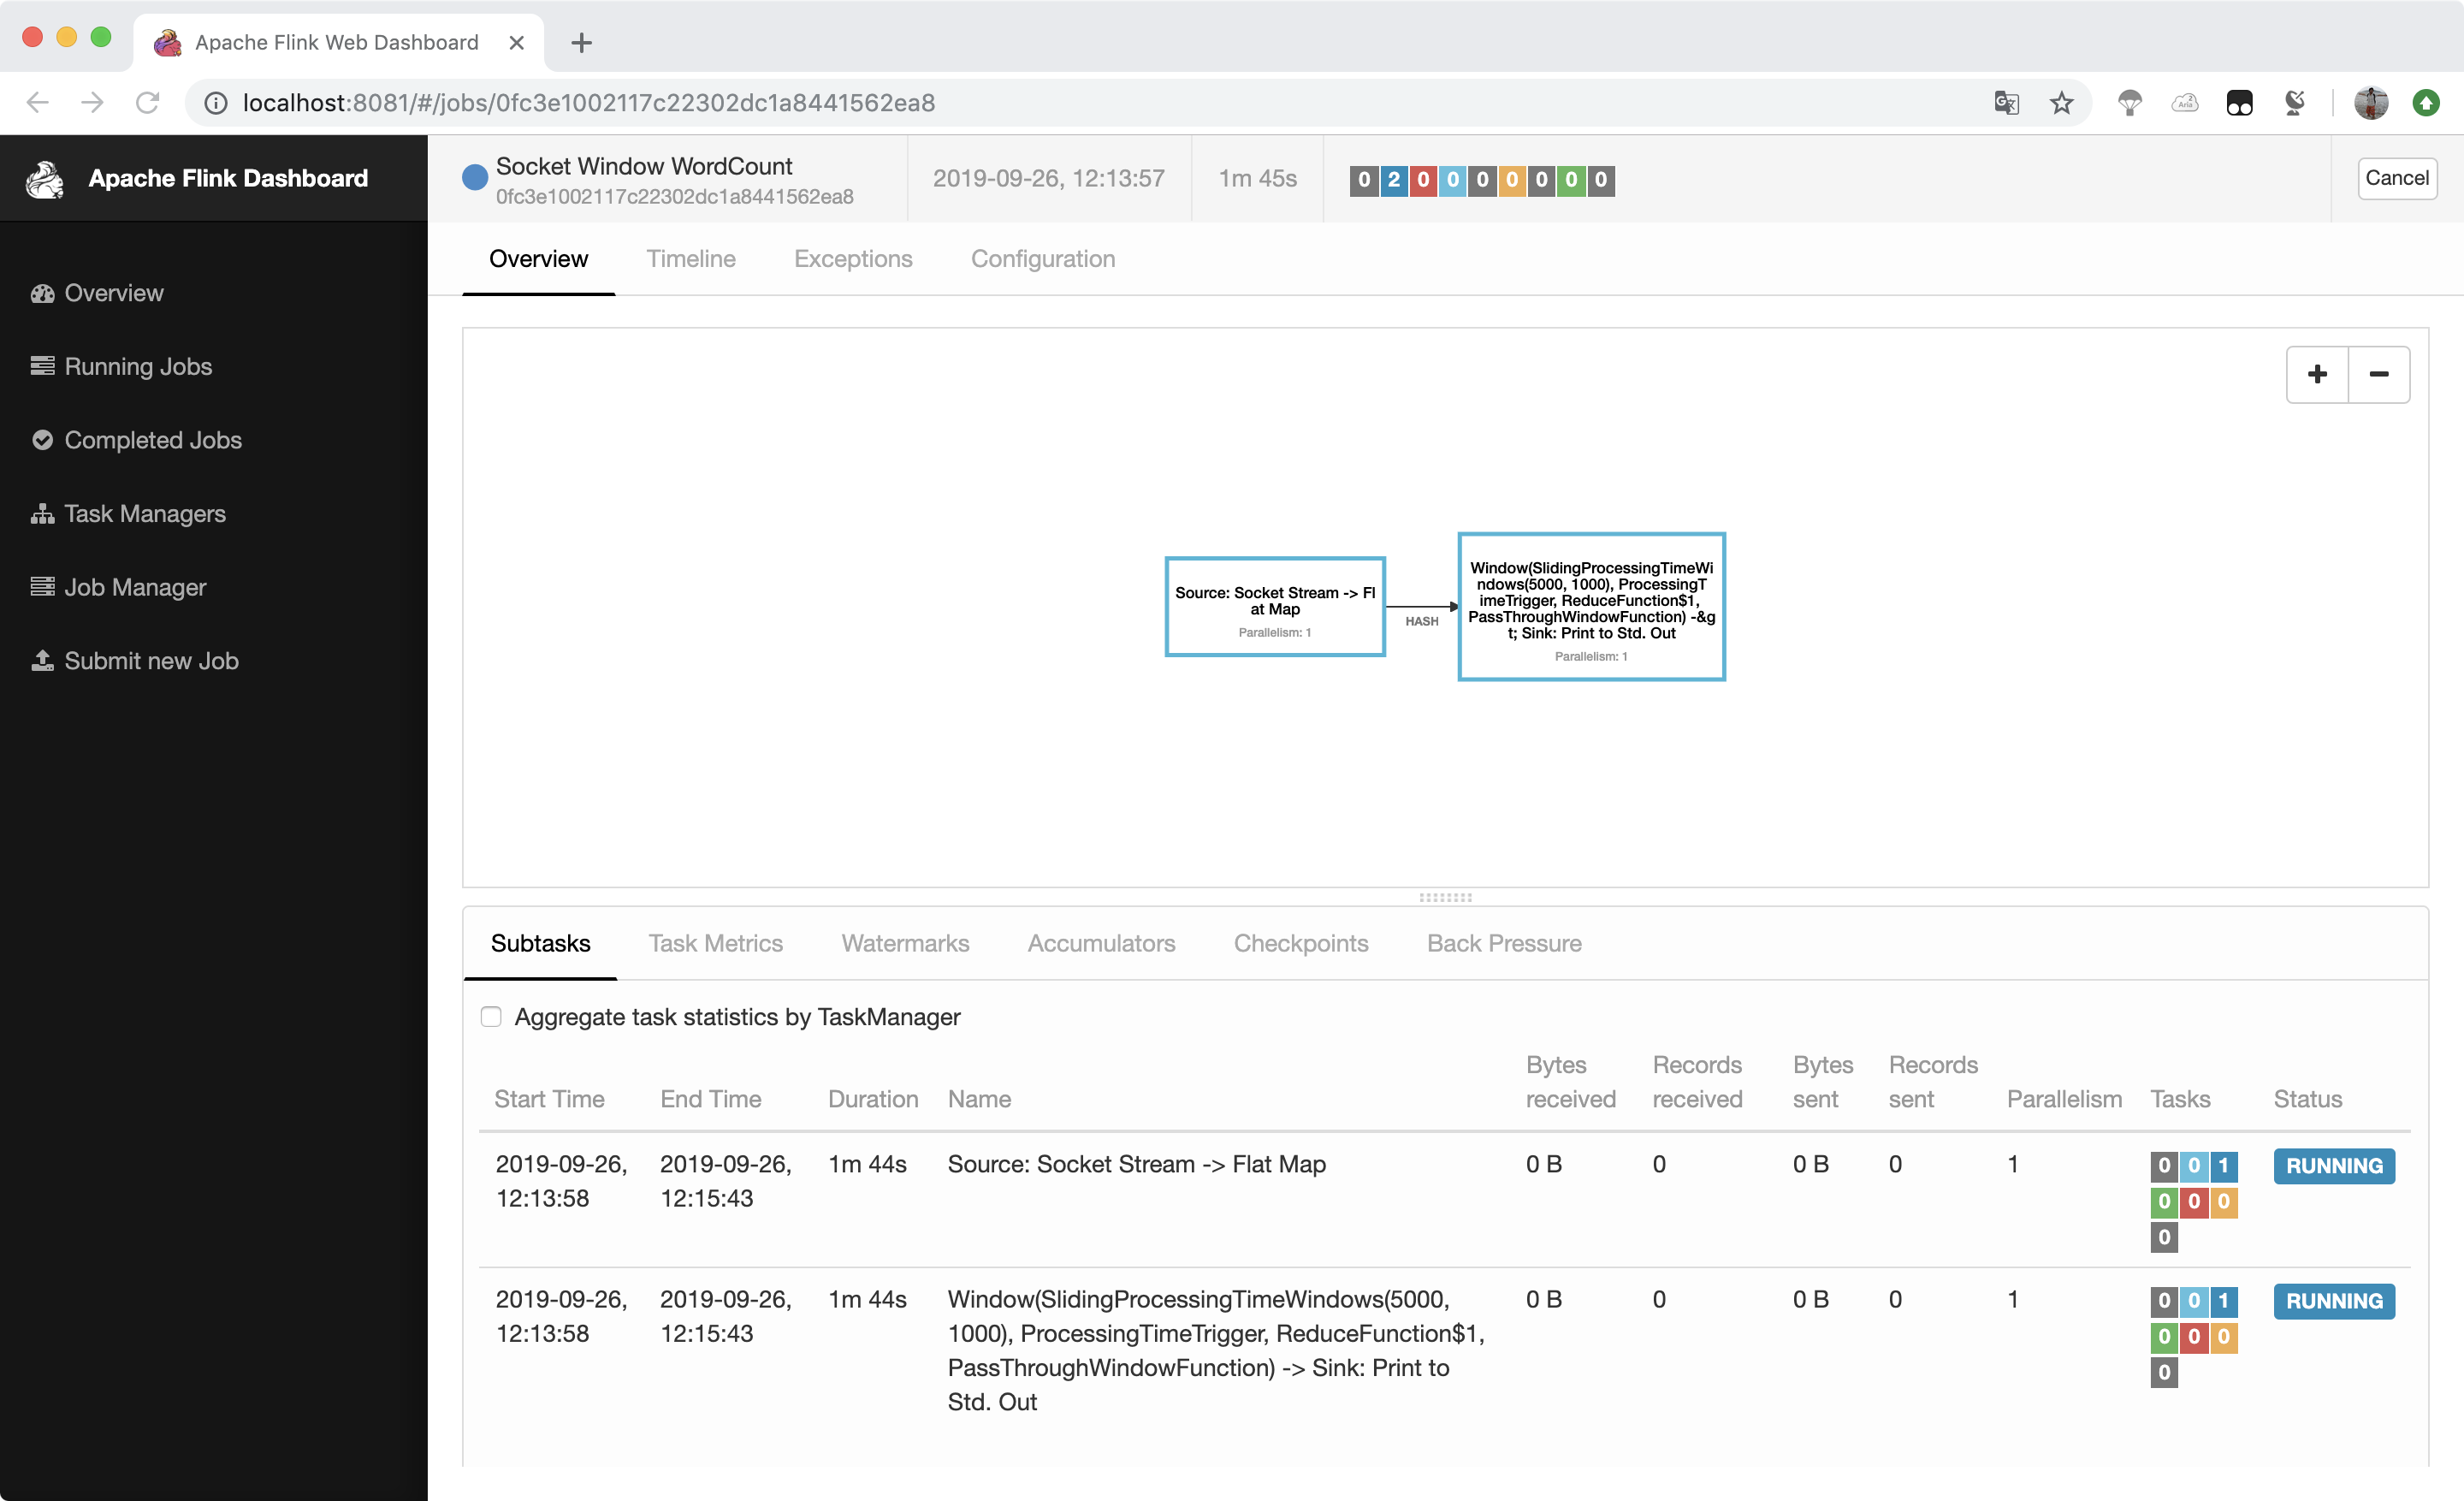 Apache Flink Web Dashboard
localhost:8081/#/jobs/0fc3e1002117c22302dc1a8441562ea8
Apache Flink Dashboard
Socket Window WordCount
0fc3e1002117c22302dc1a8441562ea8
2019-09-26, 12:13:57
1m 45s
0 2 0 0 0 0 0 0 0
Cancel
Overview
Running Jobs
Completed Jobs
Task Managers
Job Manager
Submit new Job
Overview Timeline Exceptions Configuration
+ −
Source: Socket Stream -> Fl
at Map
Parallelism: 1
HASH
Window(SlidingProcessingTimeWi
ndows(5000, 1000), ProcessingT
imeTrigger, ReduceFunction$1,
PassThroughWindowFunction) -&g
t; Sink: Print to Std. Out
Parallelism: 1
Subtasks Task Metrics Watermarks Accumulators Checkpoints Back Pressure
Aggregate task statistics by TaskManager
Bytes Records Bytes Records
Start Time End Time Duration Name received received sent sent Parallelism Tasks Status
2019-09-26, 2019-09-26, 1m 44s Source: Socket Stream -> Flat Map 0 B 0 0 B 0 1 0 0 1 RUNNING
12:13:58 12:15:43 0 0 0
0
2019-09-26, 2019-09-26, 1m 44s Window(SlidingProcessingTimeWindows(5000, 0 B 0 0 B 0 1 0 0 1 RUNNING
12:13:58 12:15:43 1000), ProcessingTimeTrigger, ReduceFunction$1, 0 0 0
PassThroughWindowFunction) -> Sink: Print to 0
Std. Out